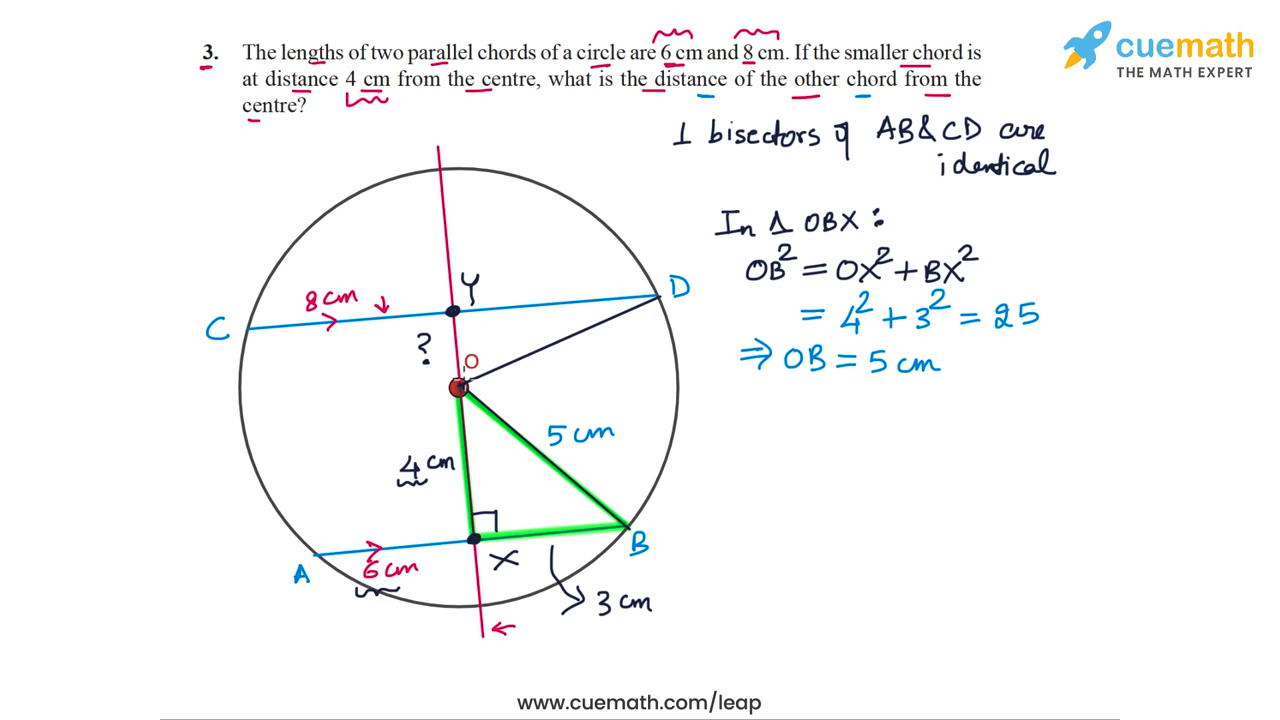 3. The lengths of two parallel chords of a circle are 6 cm and 8 cm. If the smaller chord is
at distance 4 cm from the centre, what is the distance of the other chord from the
centre?
cuemath
THE MATH EXPERT
⊥ bisectors of AB & CD are
identical
In Δ OBX :
OB² = OX² + BX²
= 4² + 3² = 25
⇒ OB = 5 cm
Y
D
8 cm
C
?
O
5 cm
4 cm
B
X
A
6 cm
3 cm
www.cuemath.com/leap